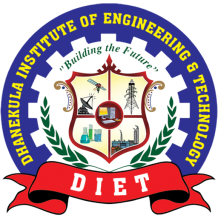 DHANEKULA INSTITUTE OF ENGINEERING & TECHNOLOGY
"Building the Future"
DIET